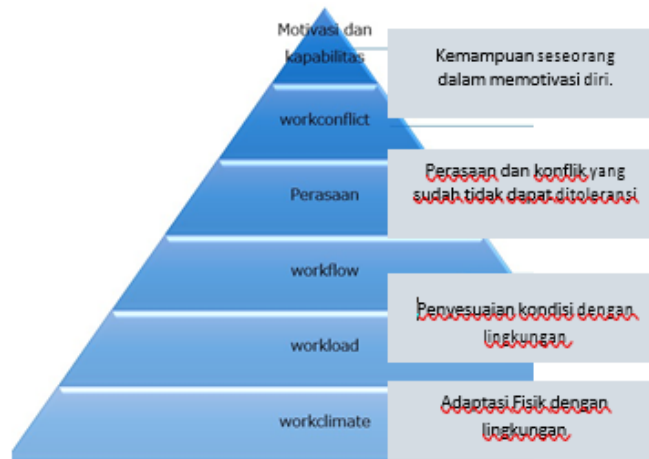 Motivasi dan
kapabilitas
Kemampuan seseorang
dalam memotivasi diri.
workconflict
Perasaan
Perasaan dan konflik yang
sudah tidak dapat ditoleransi
workflow
Penyesuaian kondisi dengan
lingkungan
workload
workclimate
Adaptasi Fisik dengan
lingkungan